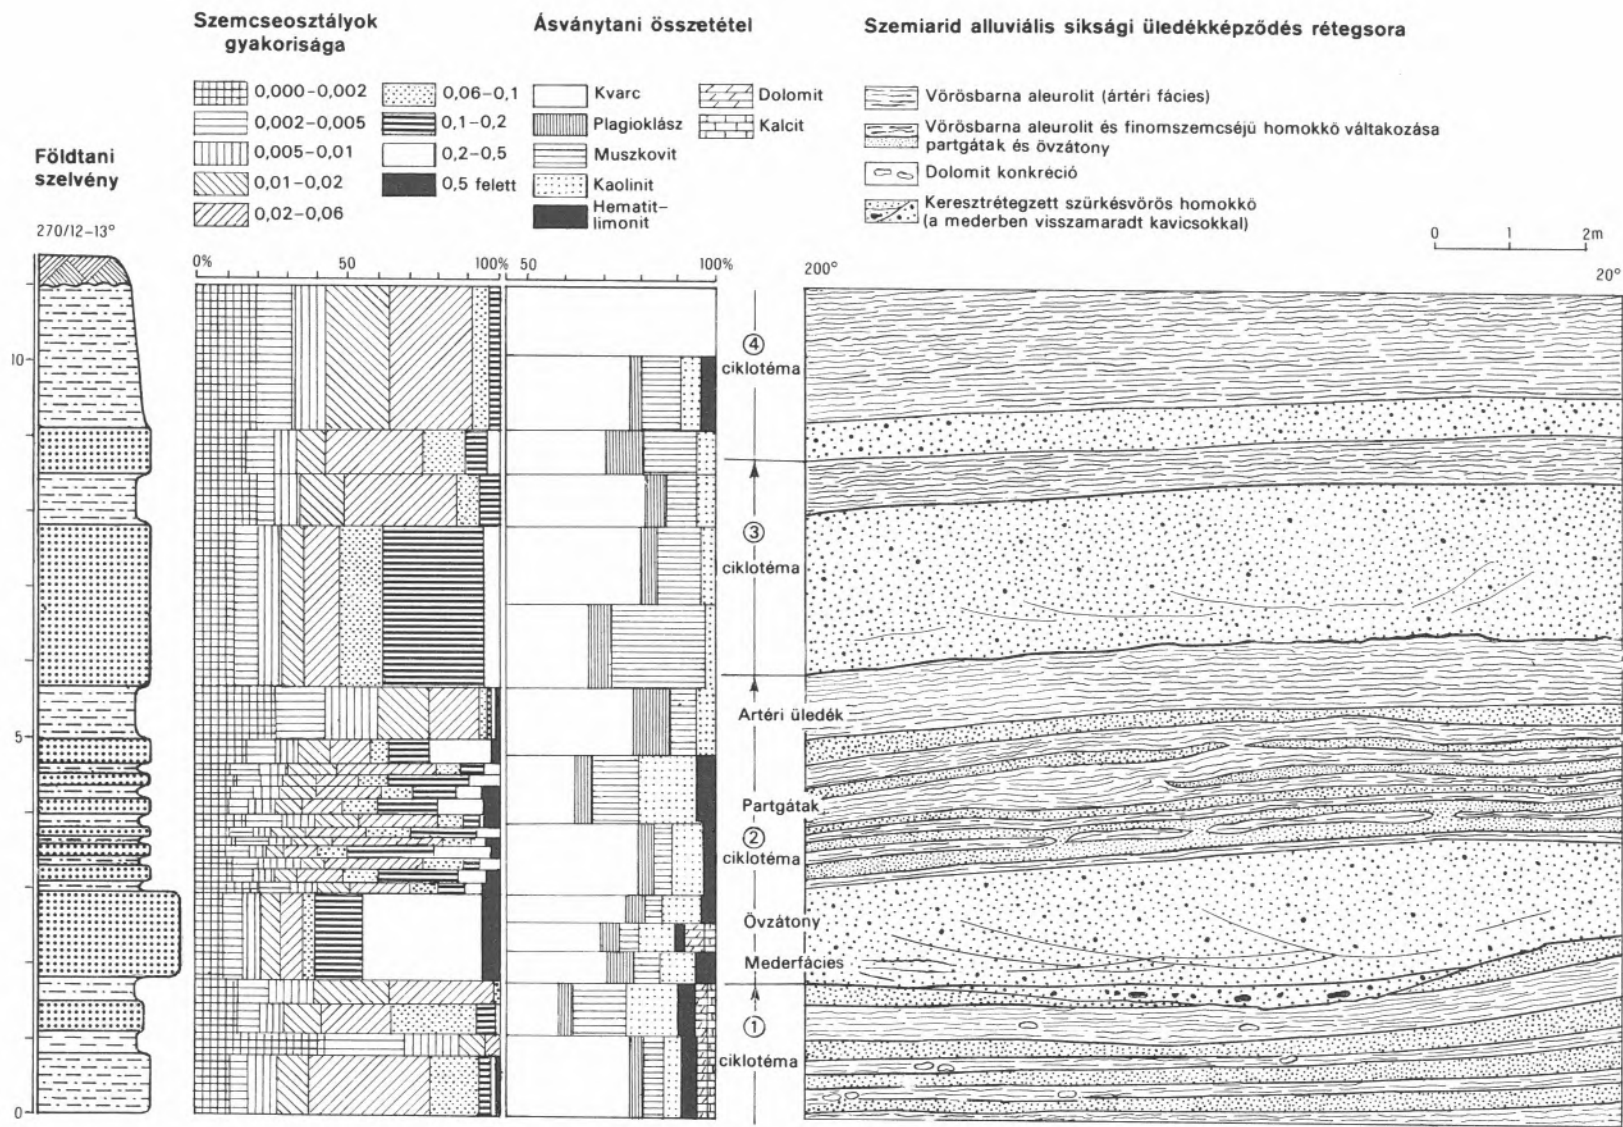 Szemcseosztályok
gyakorisága
0,000–0,002
0,002–0,005
0,005–0,01
0,01–0,02
0,02–0,06
0,06–0,1
0,1–0,2
0,2–0,5
0,5 felett
Ásványtani összetétel
Kvarc
Plagioklász
Muszkovit
Kaolinit
Hematit–
limonit
Dolomit
Kalcit
Szemiarid alluviális siksági üledékképződés rétegsora
Vörösbarna aleurolit (ártéri fácies)
Vörösbarna aleurolit és finomszemcséjű homokkő váltakozása
partgátak és övzátony
Dolomit konkréció
Keresztrétegzett szürkésvörös homokkő
(a mederben visszamaradt kavicsokkal)
Földtani
szelvény
270/12–13°
0 1 2m
0% 50 100%
50 100%
200° 20°
10
5
0
④
ciklotéma
③
ciklotéma
Ártéri üledék
Partgátak
②
ciklotéma
Övzátony
Mederfácies
①
ciklotéma